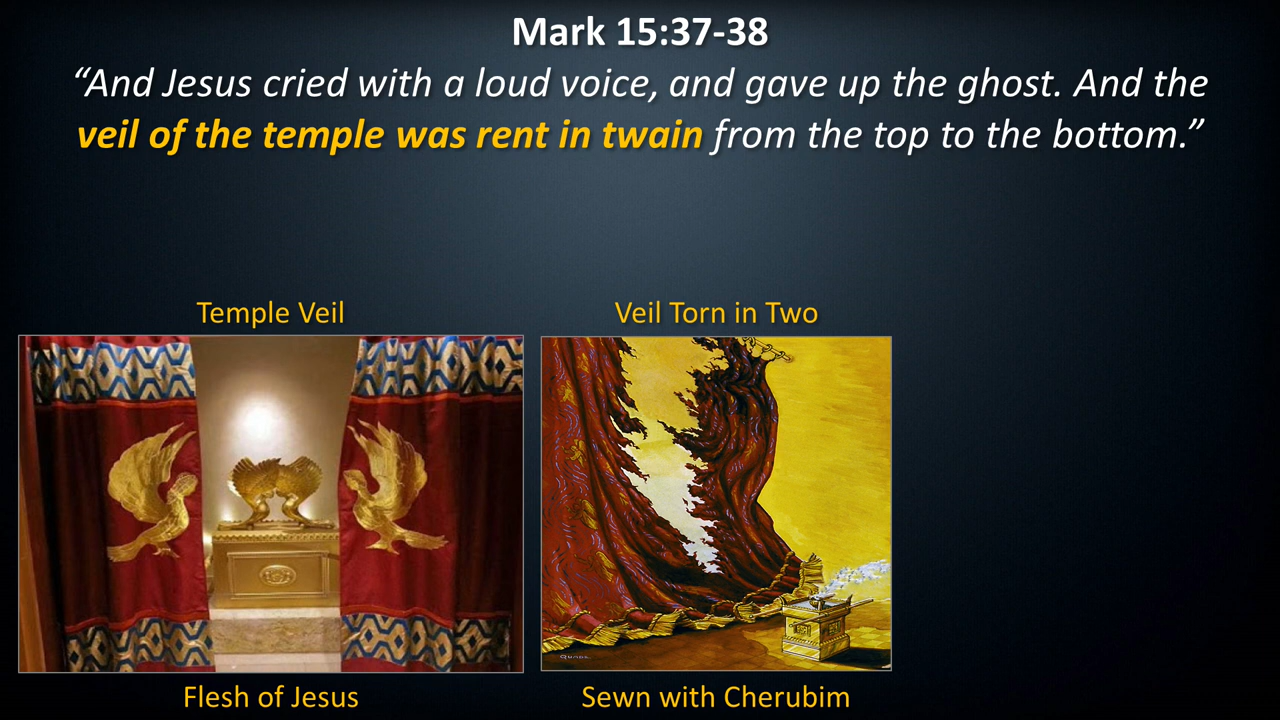 Mark 15:37-38
“And Jesus cried with a loud voice, and gave up the ghost. And the
veil of the temple was rent in twain from the top to the bottom.”
Temple Veil
Veil Torn in Two
Flesh of Jesus
Sewn with Cherubim